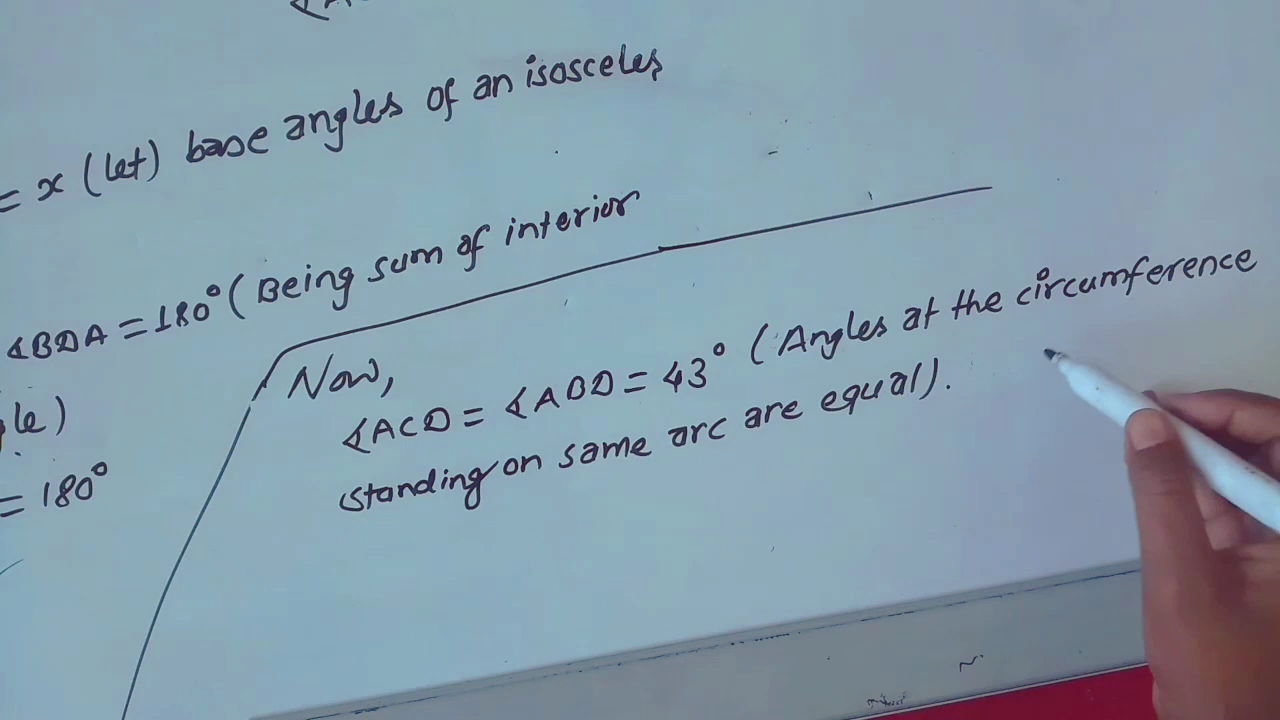 = x (let) base angles of an isosceles
∢BDA = 180° (Being sum of interior
gle)
= 180°
Now,
∢ACD = ∢ABD = 43° (Angles at the circumference
standing on same arc are equal).